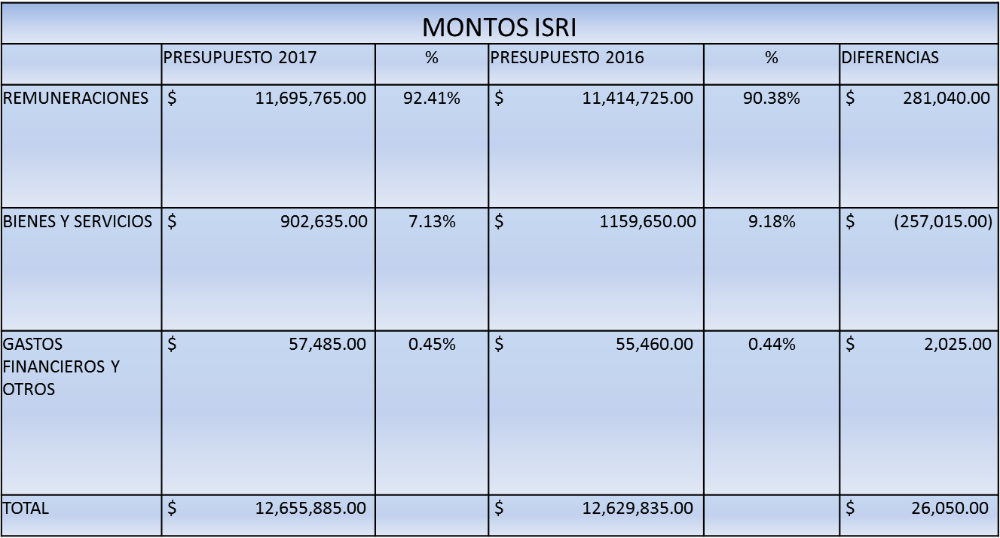 MONTOS ISRI
PRESUPUESTO 2017 % PRESUPUESTO 2016 % DIFERENCIAS
REMUNERACIONES $ 11,695,765.00 92.41% $ 11,414,725.00 90.38% $ 281,040.00
BIENES Y SERVICIOS $ 902,635.00 7.13% $ 1159,650.00 9.18% $ (257,015.00)
GASTOS $ 57,485.00 0.45% $ 55,460.00 0.44% $ 2,025.00
FINANCIEROS Y
OTROS
TOTAL $ 12,655,885.00 $ 12,629,835.00 $ 26,050.00